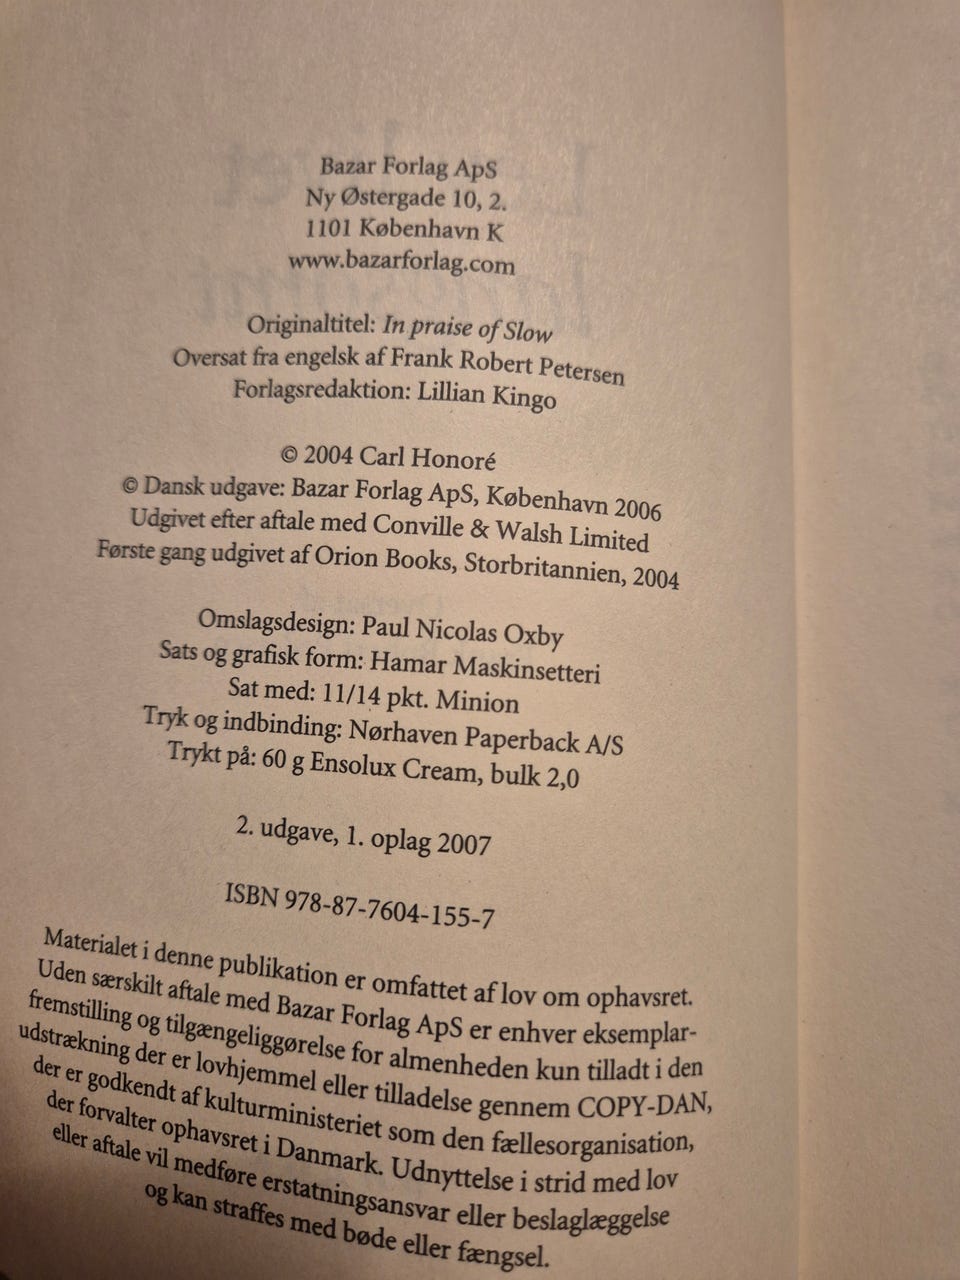 Bazar Forlag ApS
Ny Østergade 10, 2.
1101 København K
www.bazarforlag.com
Originaltitel: In praise of Slow
Oversat fra engelsk af Frank Robert Petersen
Forlagsredaktion: Lillian Kingo
© 2004 Carl Honoré
© Dansk udgave: Bazar Forlag ApS, København 2006
Udgivet efter aftale med Conville & Walsh Limited
Første gang udgivet af Orion Books, Storbritannien, 2004
Omslagsdesign: Paul Nicolas Oxby
Sats og grafisk form: Hamar Maskinsetteri
Sat med: 11/14 pkt. Minion
Tryk og indbinding: Nørhaven Paperback A/S
Trykt på: 60 g Ensolux Cream, bulk 2,0
2. udgave, 1. oplag 2007
ISBN 978-87-7604-155-7
Materialet i denne publikation er omfattet af lov om ophavsret.
Uden særskilt aftale med Bazar Forlag ApS er enhver eksemplar-
fremstilling og tilgængeliggørelse for almenheden kun tilladt i den
udstrækning der er lovhjemmel eller tilladelse gennem COPY-DAN,
der er godkendt af kulturministeriet som den fællesorganisation,
der forvalter ophavsret i Danmark. Udnyttelse i strid med lov
eller aftale vil medføre erstatningsansvar eller beslaglæggelse
og kan straffes med bøde eller fængsel.